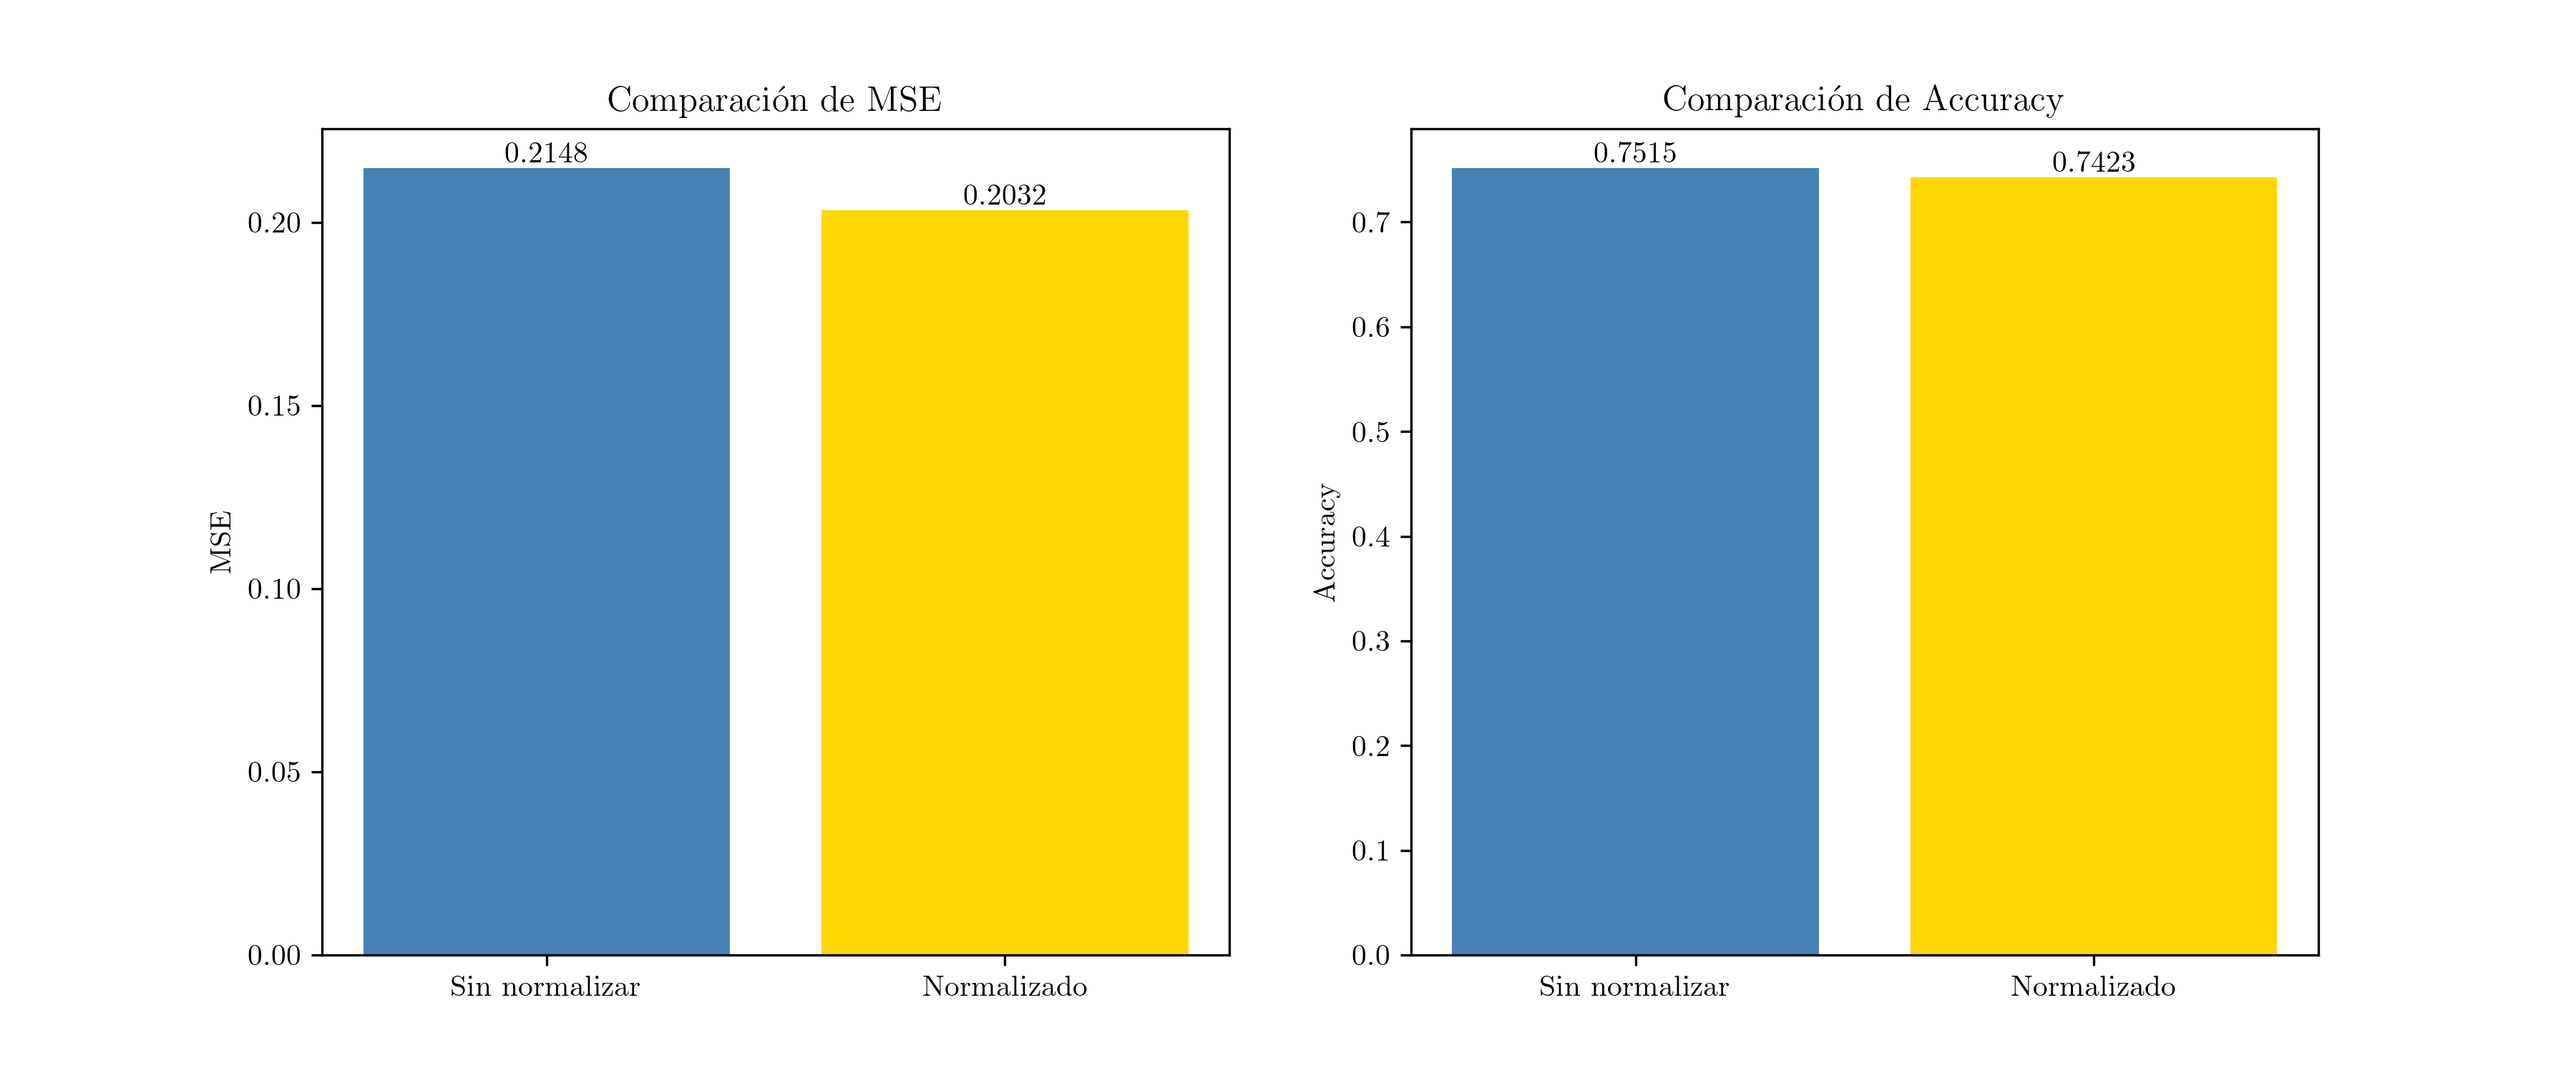 Comparación de MSE
0.2148
0.2032
0.20
0.15
0.10
0.05
0.00
MSE
Sin normalizar
Normalizado
Comparación de Accuracy
0.7515
0.7423
0.7
0.6
0.5
0.4
0.3
0.2
0.1
0.0
Accuracy
Sin normalizar
Normalizado